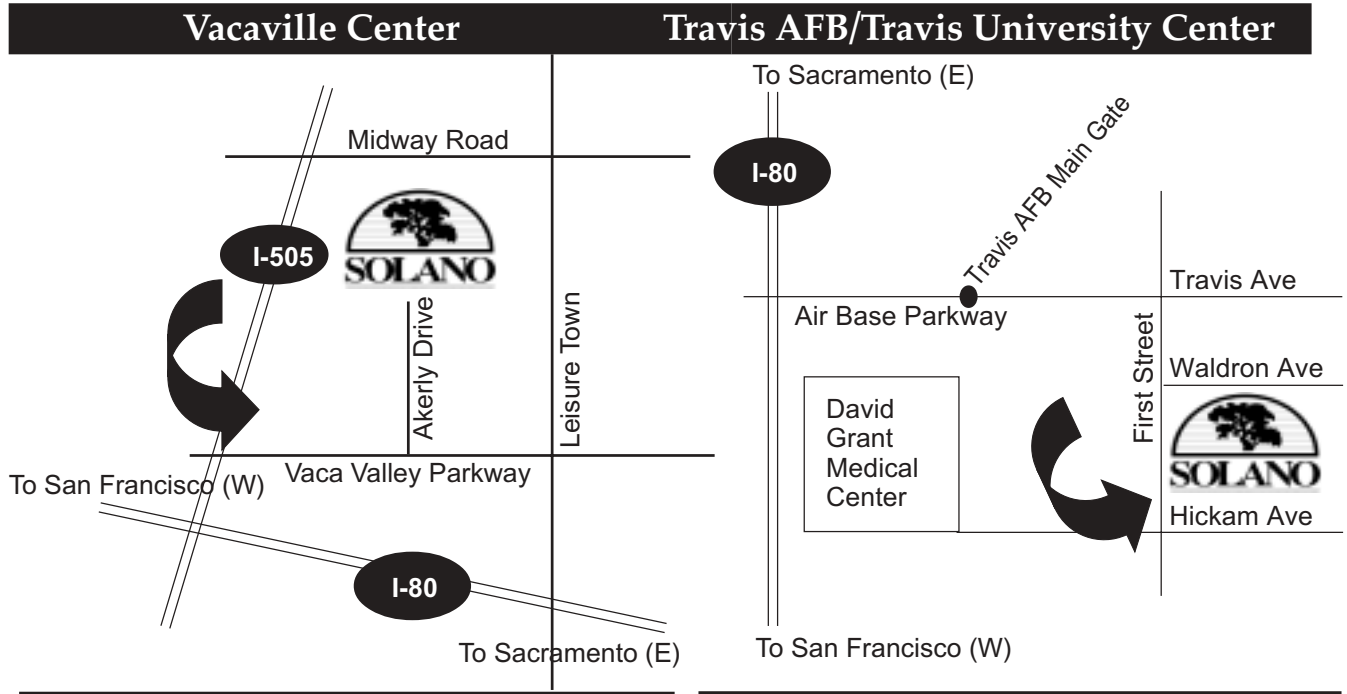 Vacaville Center
Midway Road
I-505
SOLANO
Akerly Drive
Leisure Town
Vaca Valley Parkway
To San Francisco (W)
I-80
To Sacramento (E)
Travis AFB/Travis University Center
To Sacramento (E)
I-80
Travis AFB Main Gate
Travis Ave
Air Base Parkway
First Street
Waldron Ave
David
Grant
Medical
Center
SOLANO
Hickam Ave
To San Francisco (W)